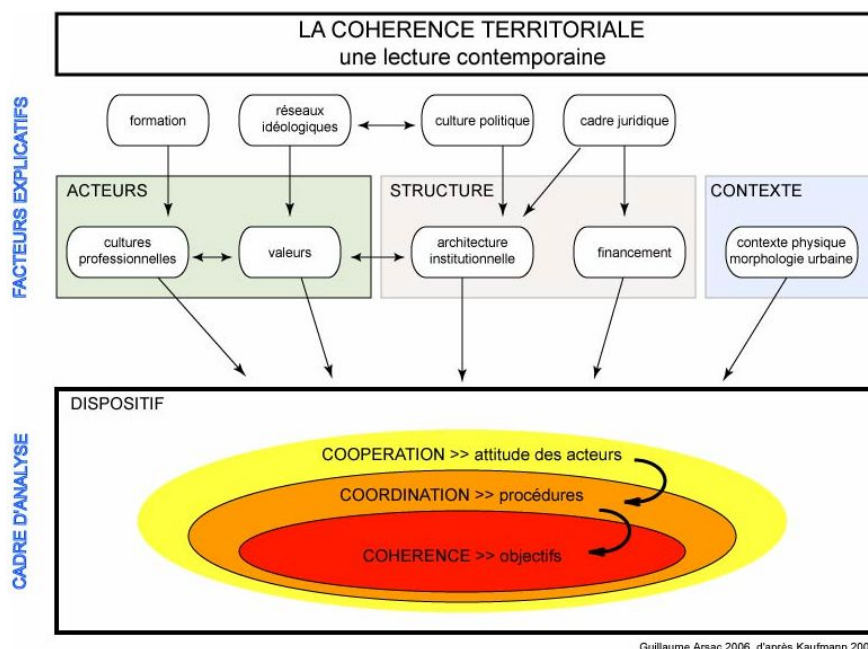 LA COHERENCE TERRITORIALE
une lecture contemporaine
FACTEURS EXPLICATIFS
formation
réseaux
idéologiques
culture politique
cadre juridique
ACTEURS
STRUCTURE
CONTEXTE
cultures
professionnelles
valeurs
architecture
institutionnelle
financement
contexte physique
morphologie urbaine
CADRE D'ANALYSE
DISPOSITIF
COOPERATION >> attitude des acteurs
COORDINATION >> procédures
COHERENCE >> objectifs
Guillaume Arsac 2006, d'après Kaufmann